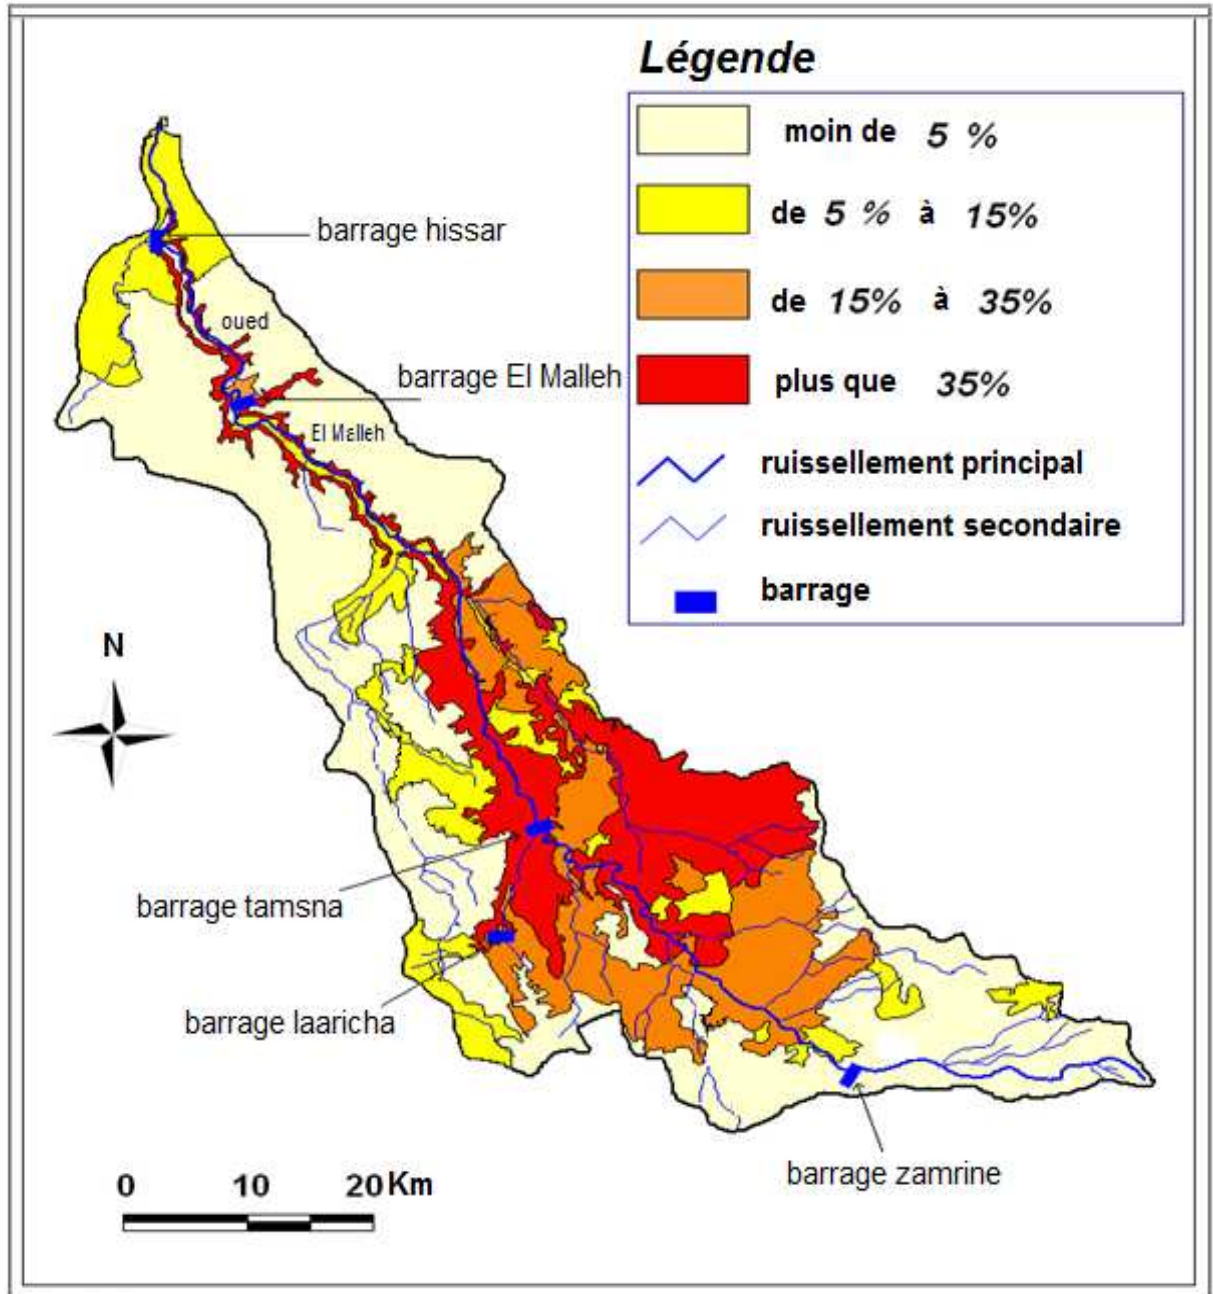 Légende
moin de 5 %
de 5 % à 15%
de 15% à 35%
plus que 35%
ruissellement principal
ruissellement secondaire
barrage
barrage hissar
oued
barrage El Malleh
El Malleh
N
barrage tamsna
barrage laaricha
barrage zamrine
0 10 20 Km